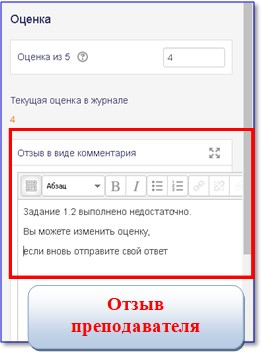 Оценка
Оценка из 5
4
Текущая оценка в журнале
4
Отзыв в виде комментария
Абзац
B I
Задание 1.2 выполнено недостаточно.
Вы можете изменить оценку,
если вновь отправите свой ответ
Отзыв
преподавателя